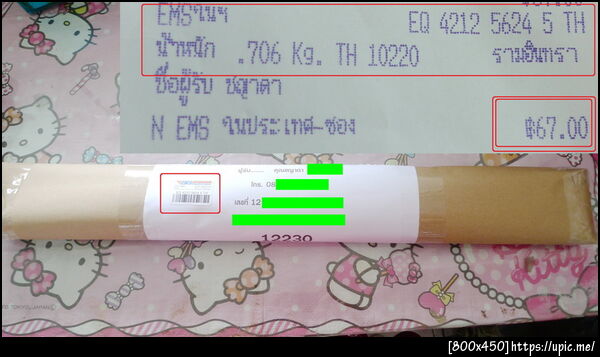 EMSในฯ EQ 4212 5624 5 TH
น้ำหนัก .706 Kg. TH 10220 รามอินทรา
ชื่อผู้รับ ชญาดา
N EMS ในประเทศ-ซอง ฿67.00
ผู้รับ....... คุณชญาดา
โทร. 08
เลขที่ 12
12230
Kitty
[800x450]https://upic.me/